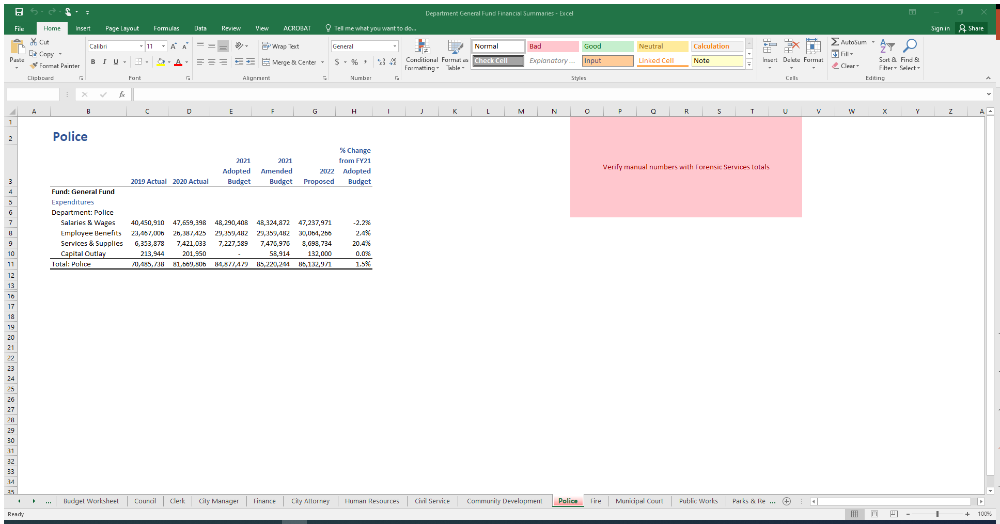 Department General Fund Financial Summaries - Excel
File Home Insert Page Layout Formulas Data Review View ACROBAT Tell me what you want to do... Sign in Share
Paste
Cut
Copy
Format Painter
Clipboard
Calibri 11
B I U
Font
Wrap Text
Merge & Center
Alignment
General
$ % ,
Number
Conditional Formatting
Format as Table
Normal Bad Good Neutral Calculation
Check Cell Explanatory ... Input Linked Cell Note
Styles
Insert Delete Format
Cells
AutoSum
Fill
Clear
Sort & Filter
Find & Select
Editing
fx
A B C D E F G H I J K L M N O P Q R S T U V W X Y Z A
1
2 Police
3 2019 Actual 2020 Actual 2021 Adopted Budget 2021 Amended Budget 2022 Proposed % Change from FY21 Adopted Budget
Verify manual numbers with Forensic Services totals
4 Fund: General Fund
5 Expenditures
6 Department: Police
7 Salaries & Wages 40,450,910 47,659,398 48,290,408 48,324,872 47,237,971 -2.2%
8 Employee Benefits 23,467,006 26,387,425 29,359,482 29,359,482 30,064,266 2.4%
9 Services & Supplies 6,353,878 7,421,033 7,227,589 7,476,976 8,698,734 20.4%
10 Capital Outlay 213,944 201,950 - 58,914 132,000 0.0%
11 Total: Police 70,485,738 81,669,806 84,877,479 85,220,244 86,132,971 1.5%
12
13
16
17
18
19
20
21
22
23
24
25
26
27
28
29
30
31
32
33
34
35
... Budget Worksheet Council Clerk City Manager Finance City Attorney Human Resources Civil Service Community Development Police Fire Municipal Court Public Works Parks & Re ...
Ready 100%